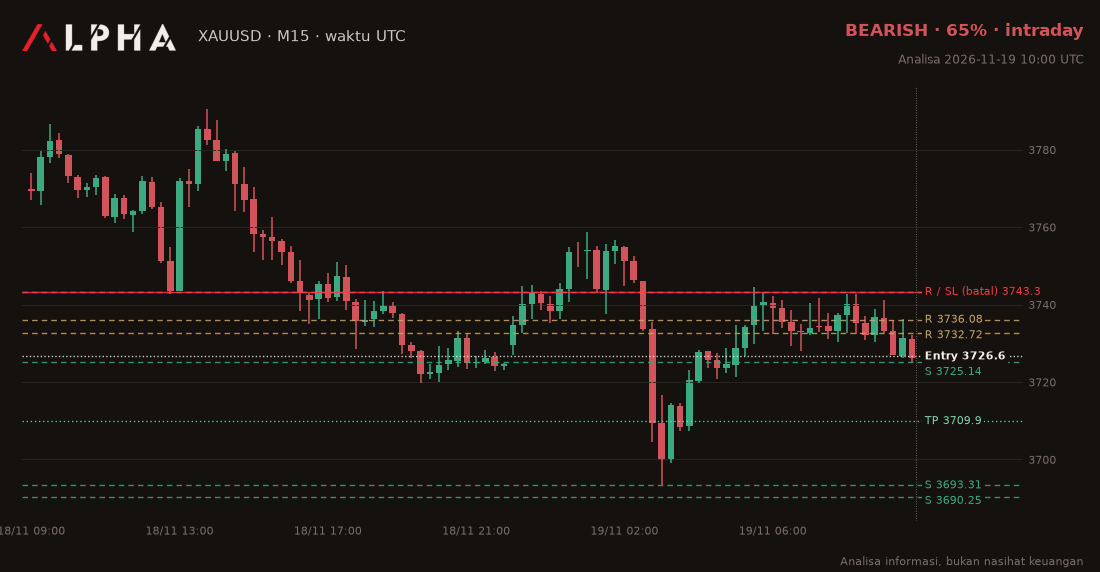 ALPHA XAUUSD · M15 · waktu UTC
BEARISH · 65% · intraday
Analisa 2026-11-19 10:00 UTC
3780
3760
R / SL (batal) 3743.3
3740
R 3736.08
R 3732.72
Entry 3726.6
S 3725.14
3720
TP 3709.9
3700
S 3693.31
S 3690.25
18/11 09:00
18/11 13:00
18/11 17:00
18/11 21:00
19/11 02:00
19/11 06:00
Analisa informasi, bukan nasihat keuangan